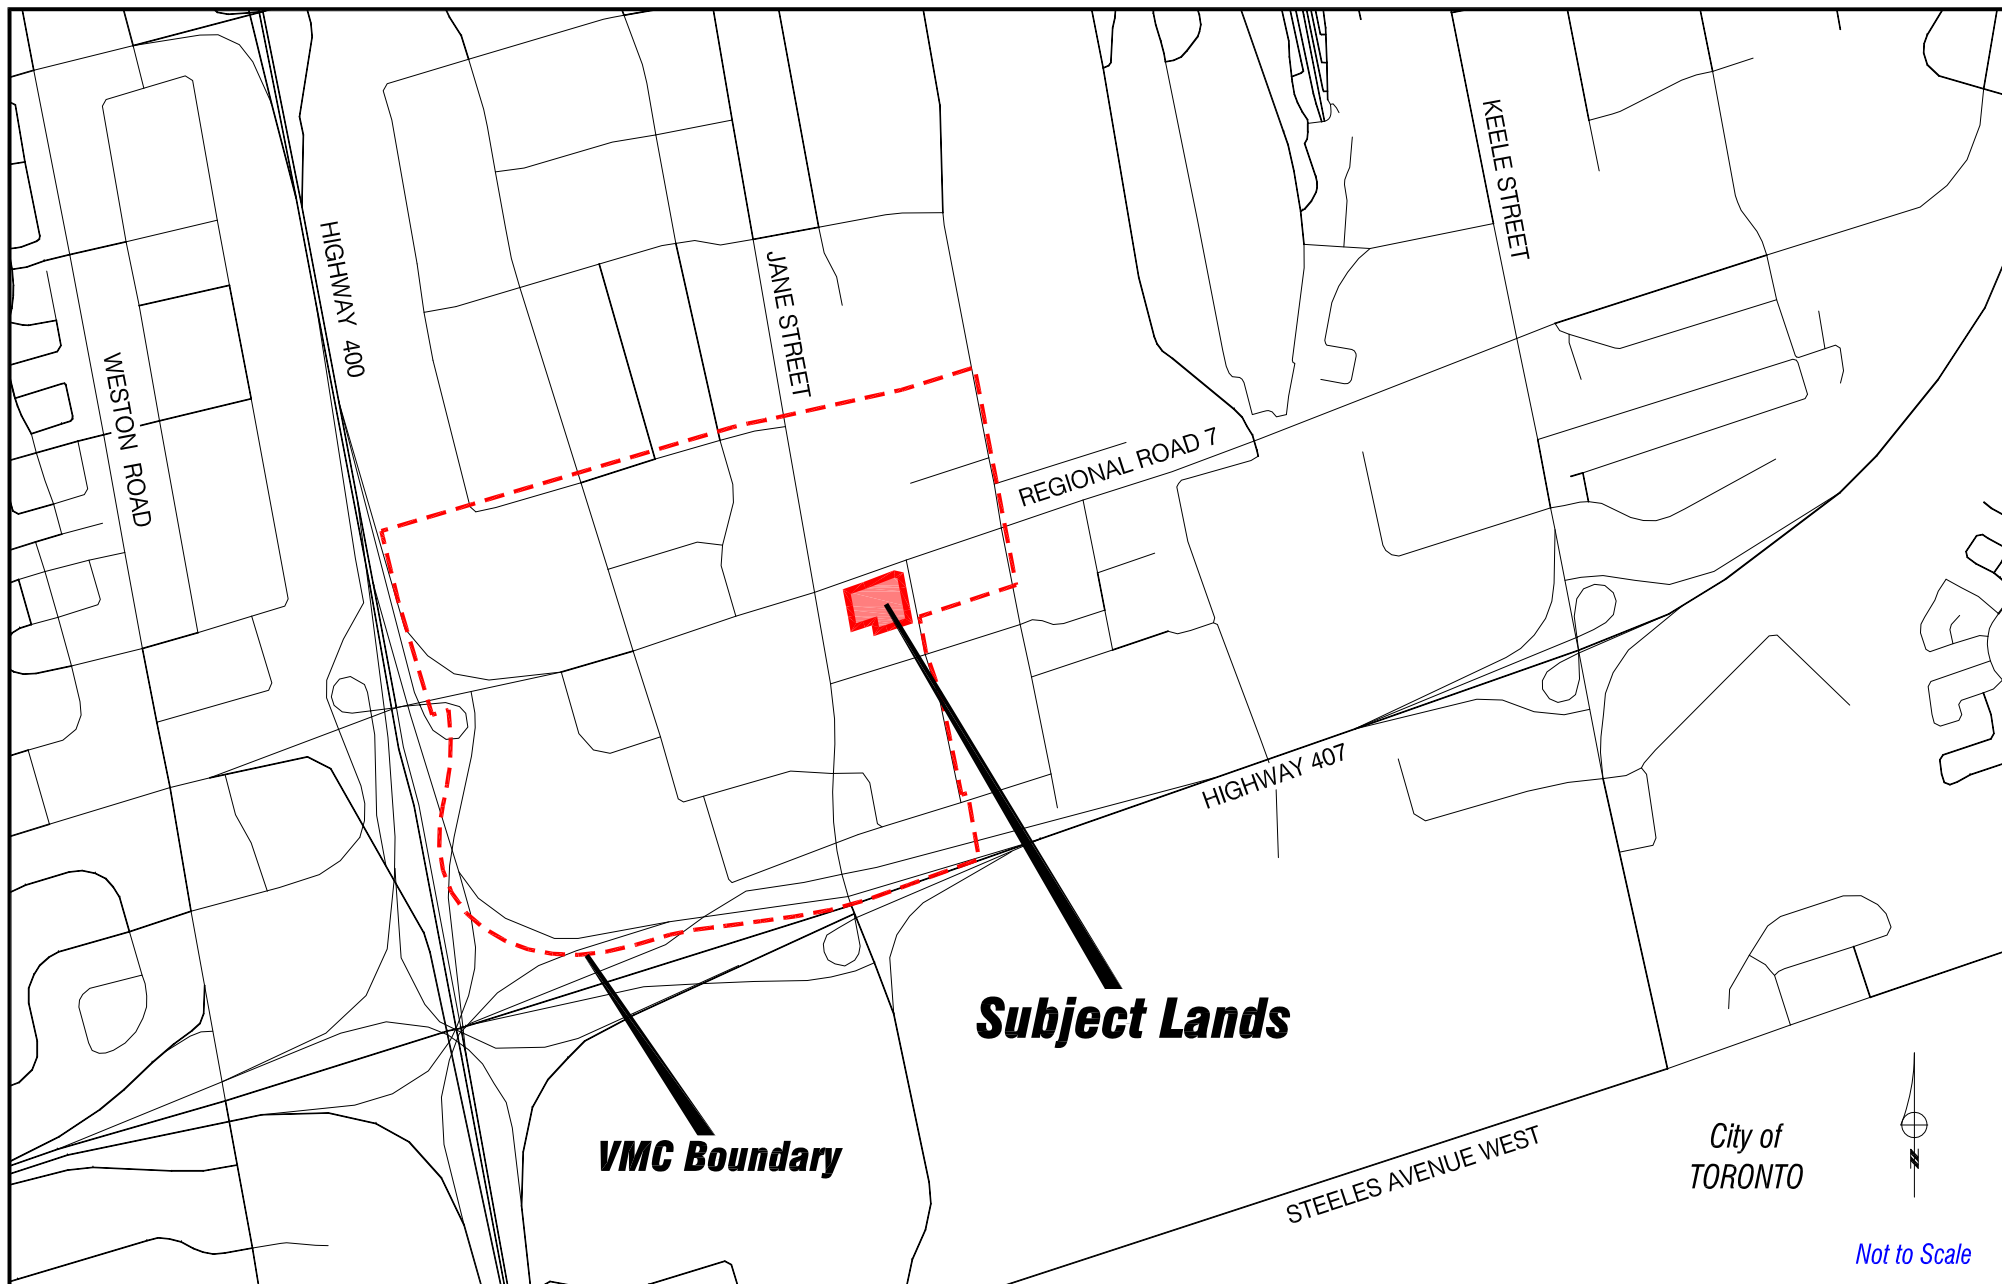 KEELE STREET
HIGHWAY 400
JANE STREET
WESTON ROAD
REGIONAL ROAD 7
HIGHWAY 407
Subject Lands
VMC Boundary
STEELES AVENUE WEST
City of
TORONTO
N
Not to Scale